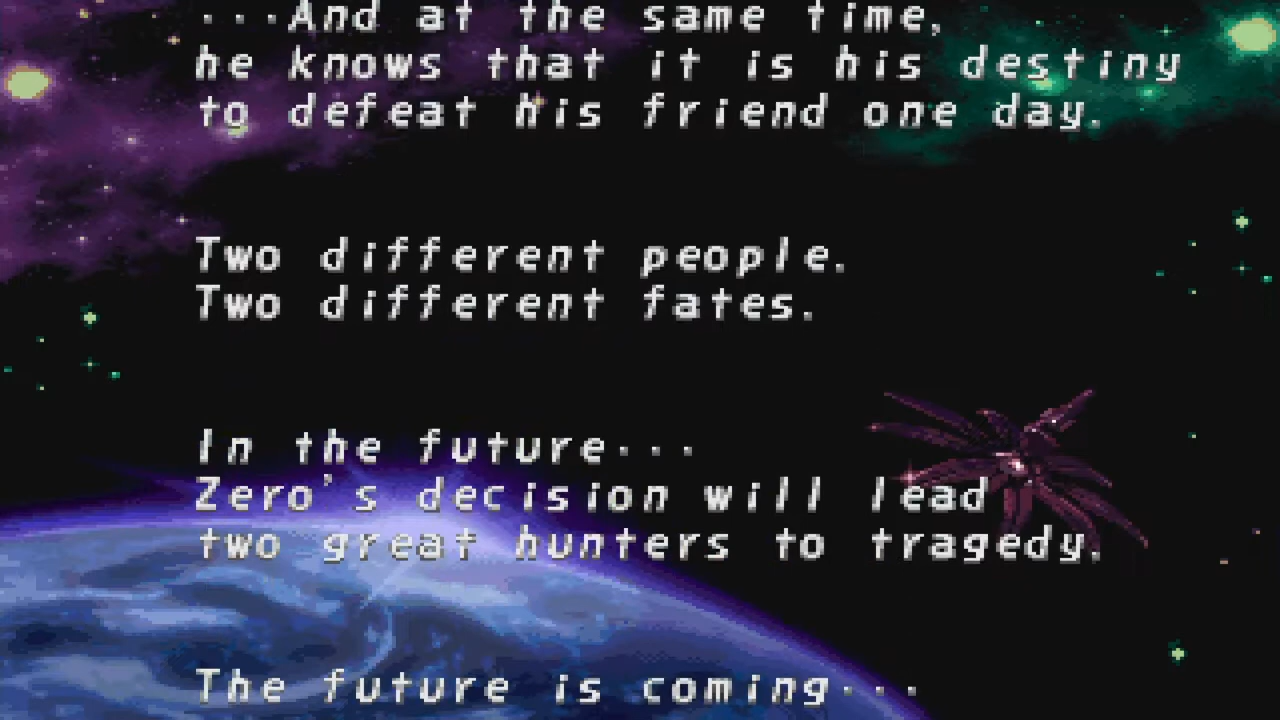 ···And at the same time,
he knows that it is his destiny
to defeat his friend one day.
Two different people.
Two different fates.
In the future···
Zero's decision will lead
two great hunters to tragedy.
The future is coming···